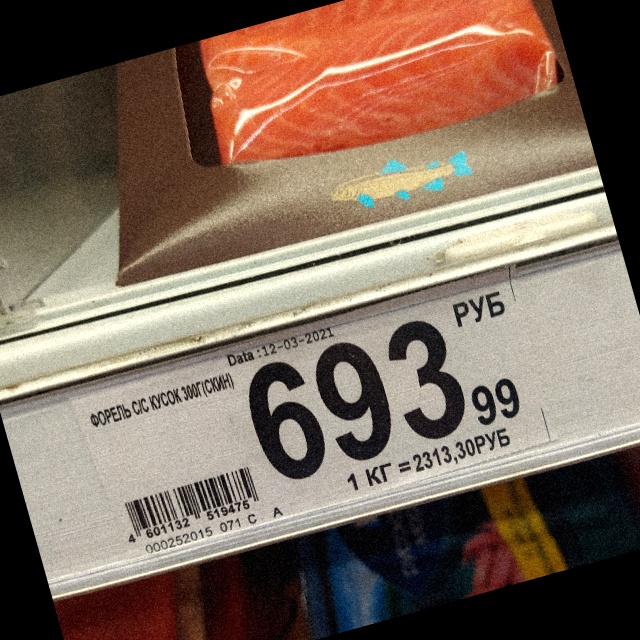 Data :12-03-2021
РУБ
ФОРЕЛЬ С/С КУСОК 300Г(СКИН)
693 99
1 КГ =2313,30РУБ
4 601132 519475
000252015 071 C A